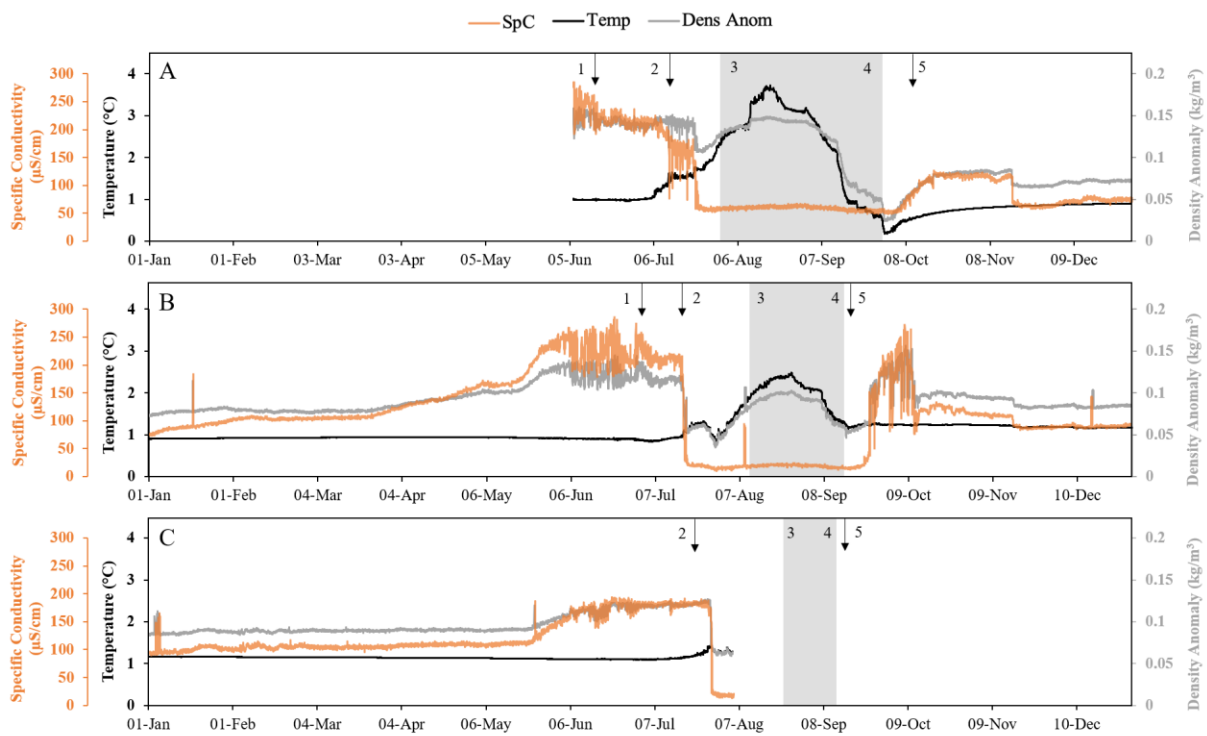 SpC Temp Dens Anom
A
1 2 3 4 5
Specific Conductivity
(µS/cm)
300
250
200
150
100
50
0
Temperature (°C)
4
3
2
1
0
0.2
0.15
0.1
0.05
0
Density Anomaly (kg/m³)
01-Jan 01-Feb 03-Mar 03-Apr 05-May 05-Jun 06-Jul 06-Aug 07-Sep 08-Oct 08-Nov 09-Dec
B
1 2 3 4 5
Specific Conductivity
(µS/cm)
300
250
200
150
100
50
0
Temperature (°C)
4
3
2
1
0
0.2
0.15
0.1
0.05
0
Density Anomaly (kg/m³)
01-Jan 01-Feb 04-Mar 04-Apr 06-May 06-Jun 07-Jul 07-Aug 08-Sep 09-Oct 09-Nov 10-Dec
C
2 3 4 5
Specific Conductivity
(µS/cm)
300
250
200
150
100
50
0
Temperature (°C)
4
3
2
1
0
0.2
0.15
0.1
0.05
0
Density Anomaly (kg/m³)
01-Jan 01-Feb 04-Mar 04-Apr 06-May 06-Jun 07-Jul 07-Aug 08-Sep 09-Oct 09-Nov 10-Dec